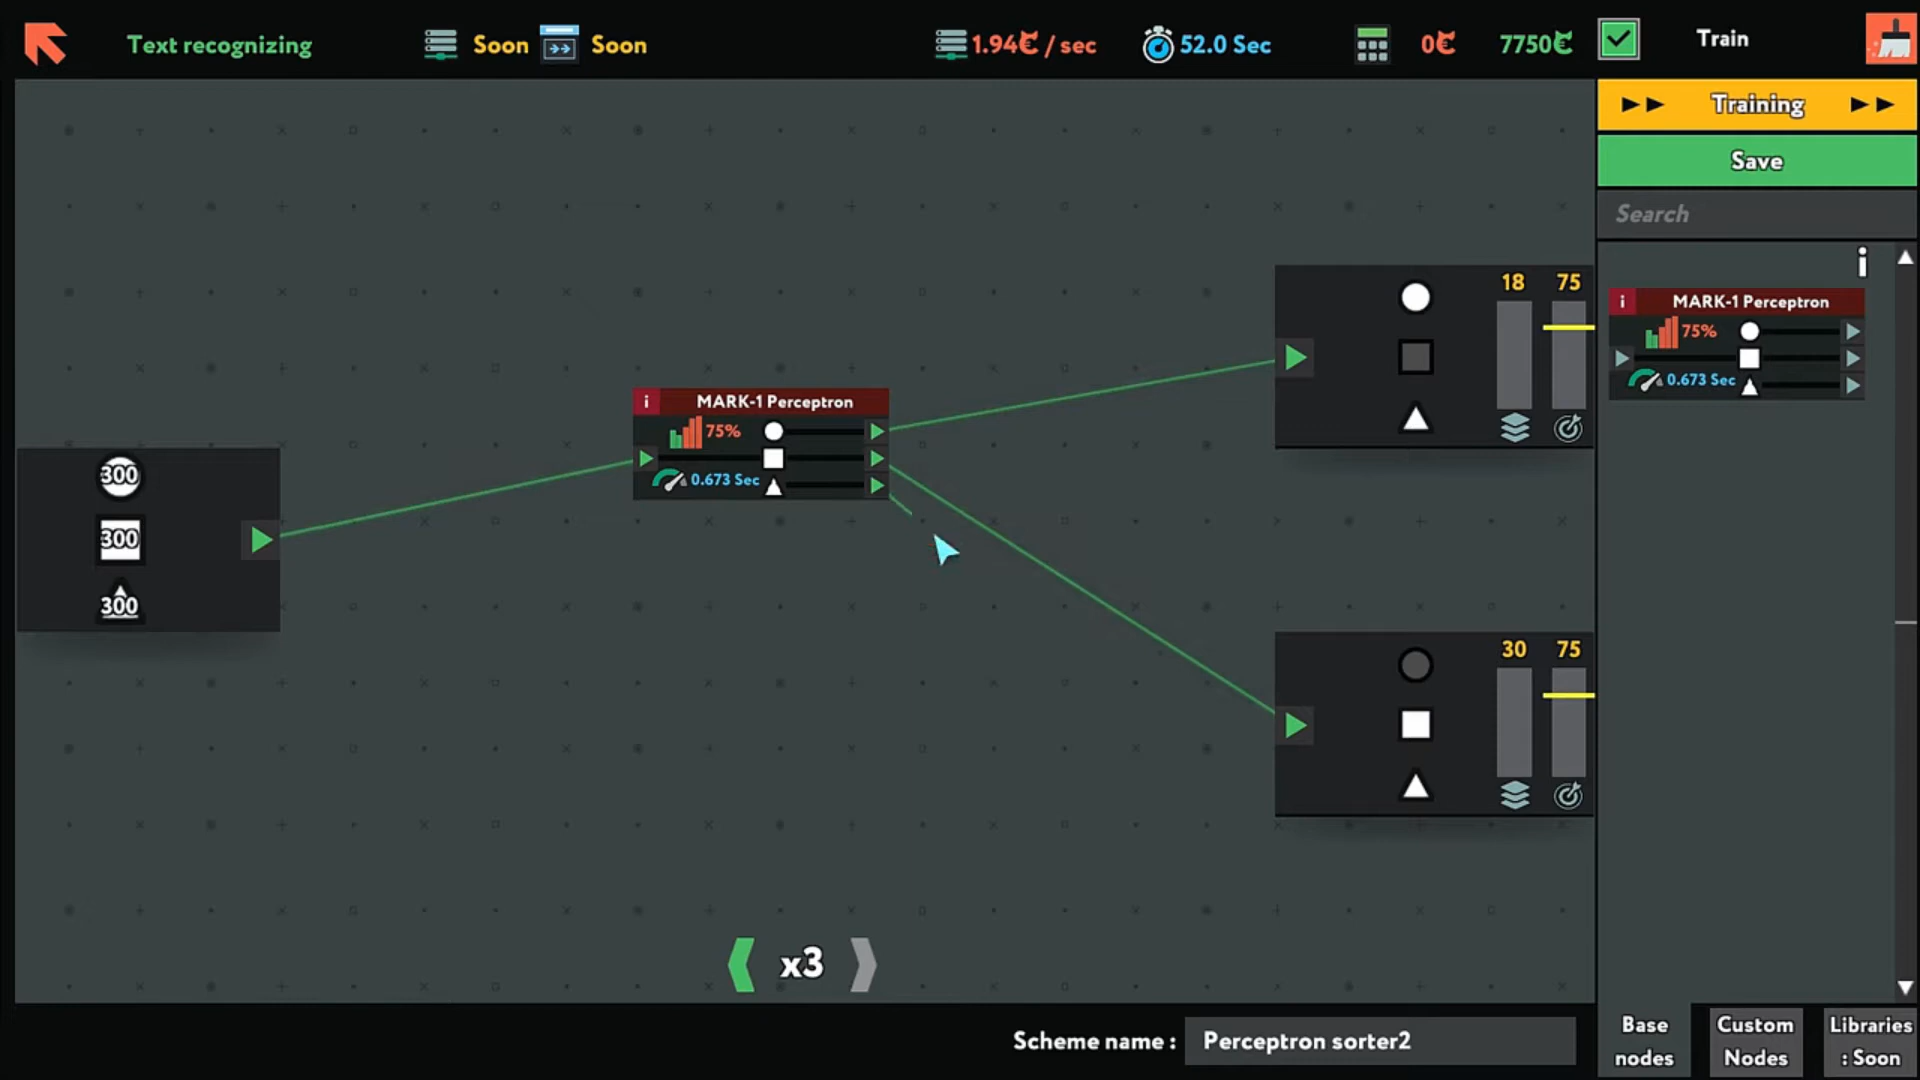 Text recognizing
Soon
Soon
1.94€ / sec
52.0 Sec
0€
7750€
Train
Training
Save
Search
i
i MARK-1 Perceptron
75%
0.673 Sec
18 75
i MARK-1 Perceptron
75%
0.673 Sec
300
300
300
30 75
x3
Scheme name :
Perceptron sorter2
Base nodes
Custom Nodes
Libraries : Soon